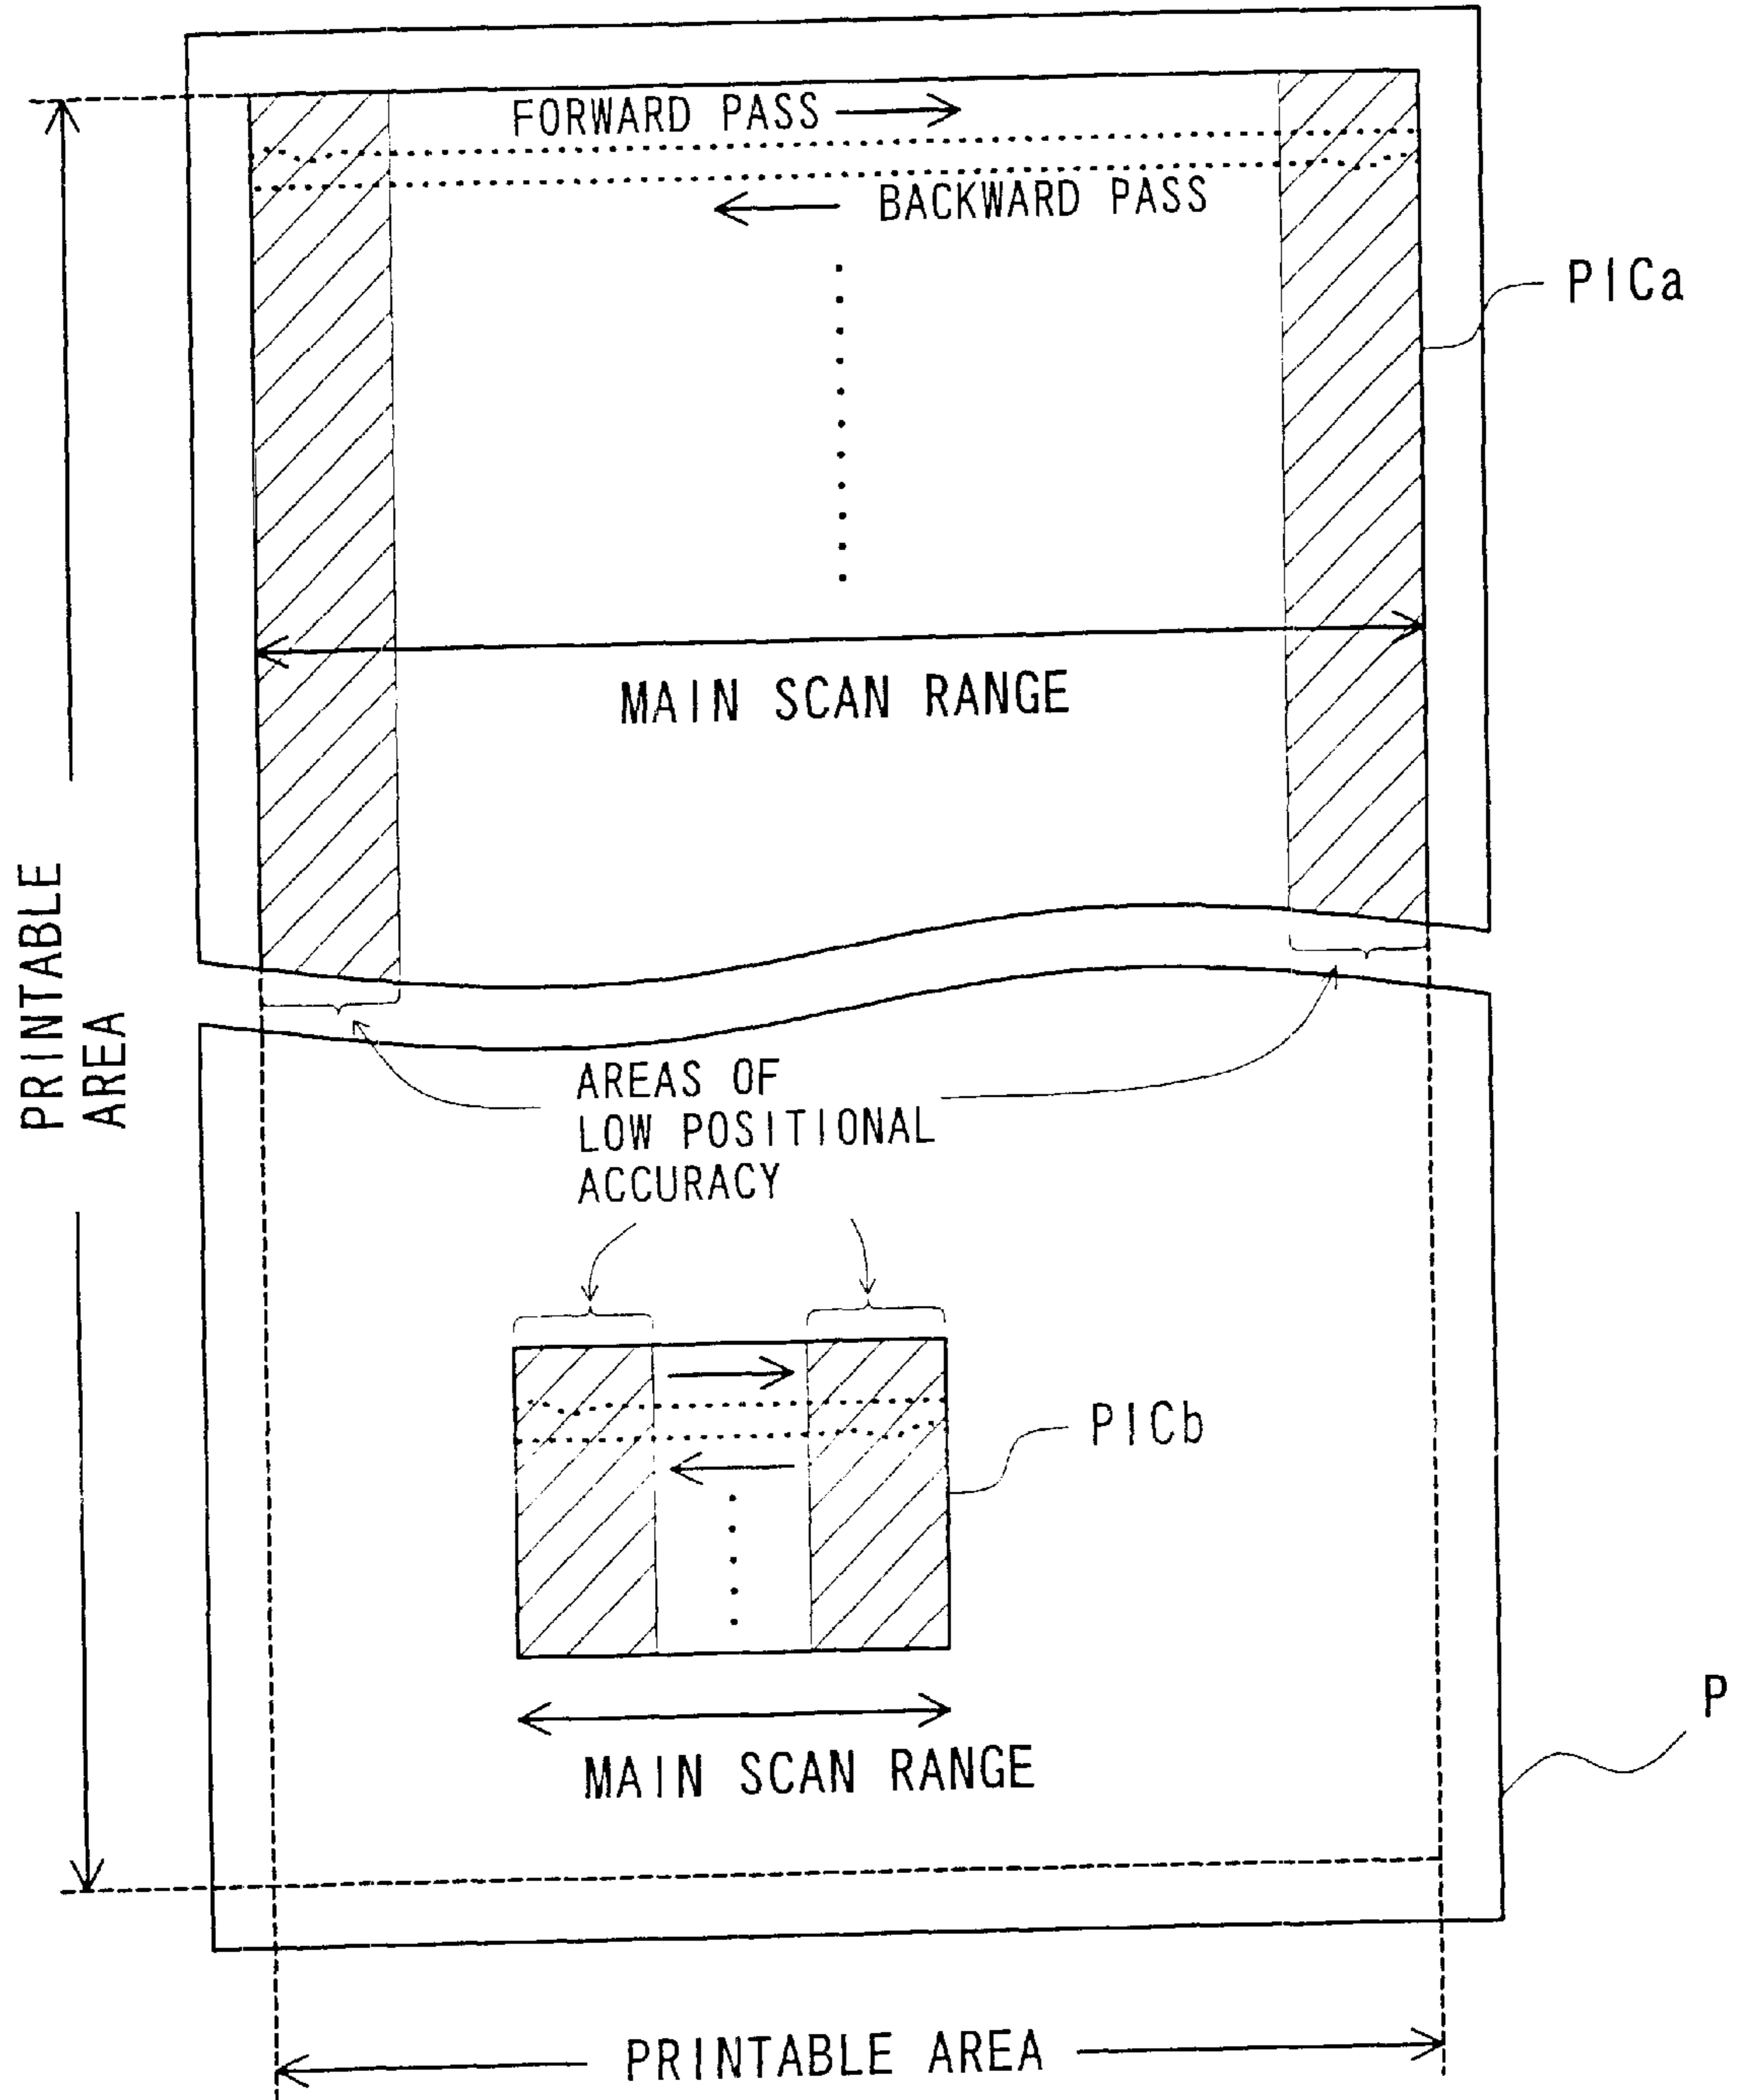 FORWARD PASS
BACKWARD PASS
PICa
MAIN SCAN RANGE
PRINTABLE
AREA
AREAS OF
LOW POSITIONAL
ACCURACY
PICb
MAIN SCAN RANGE
P
PRINTABLE AREA